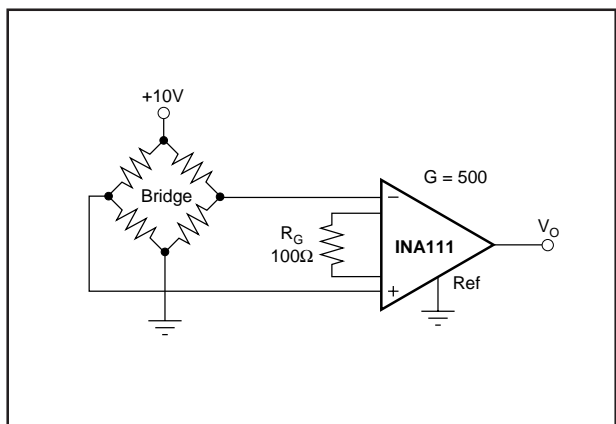 +10V
Bridge
G = 500
−
R_G
100Ω
INA111
V_O
+
Ref